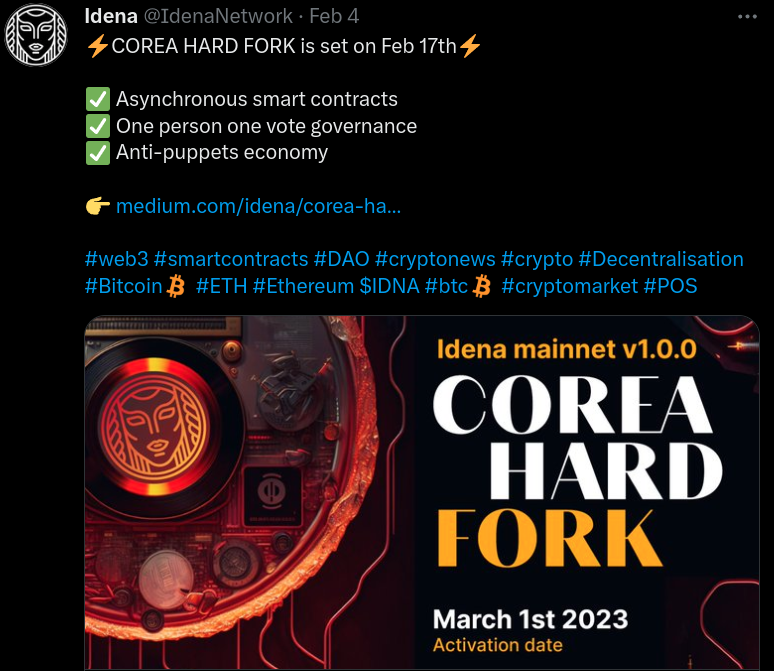 Idena @IdenaNetwork · Feb 4
⚡COREA HARD FORK is set on Feb 17th⚡
✅ Asynchronous smart contracts
✅ One person one vote governance
✅ Anti-puppets economy
👉 medium.com/idena/corea-ha...
#web3 #smartcontracts #DAO #cryptonews #crypto #Decentralisation
#Bitcoin #ETH #Ethereum $IDNA #btc #cryptomarket #POS
Idena mainnet v1.0.0
COREA
HARD
FORK
March 1st 2023
Activation date